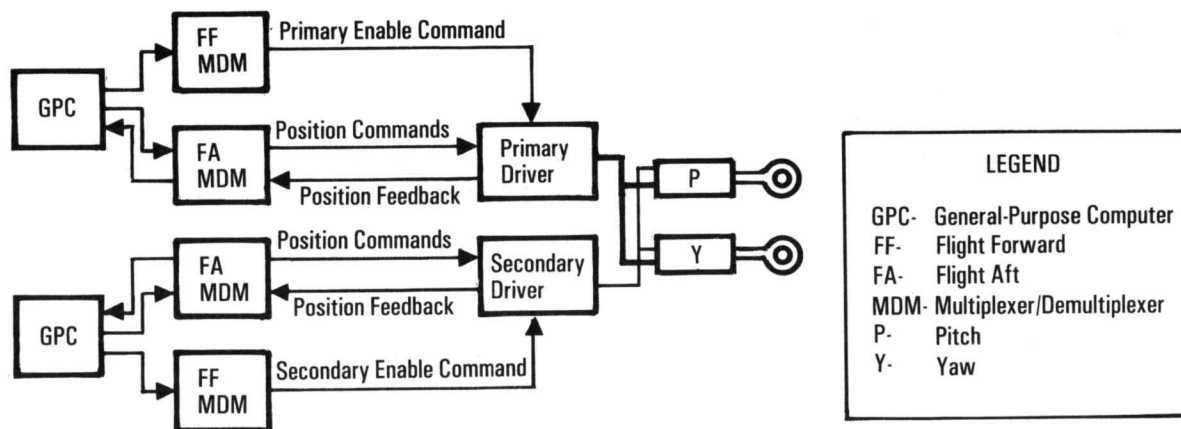 FF
MDM
Primary Enable Command
GPC
FA
MDM
Position Commands
Position Feedback
Primary
Driver
P
Y
FA
MDM
Position Commands
Position Feedback
Secondary
Driver
GPC
FF
MDM
Secondary Enable Command
LEGEND
GPC- General-Purpose Computer
FF- Flight Forward
FA- Flight Aft
MDM- Multiplexer/Demultiplexer
P- Pitch
Y- Yaw